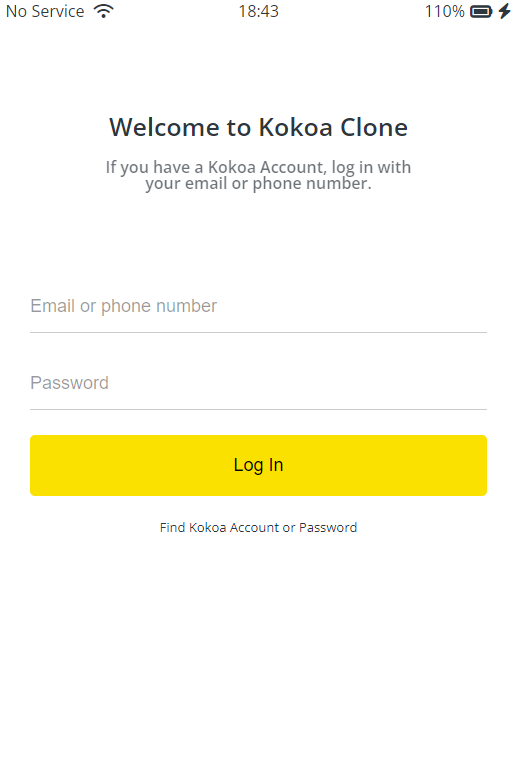 No Service 18:43 110%
Welcome to Kokoa Clone
If you have a Kokoa Account, log in with
your email or phone number.
Email or phone number
Password
Log In
Find Kokoa Account or Password